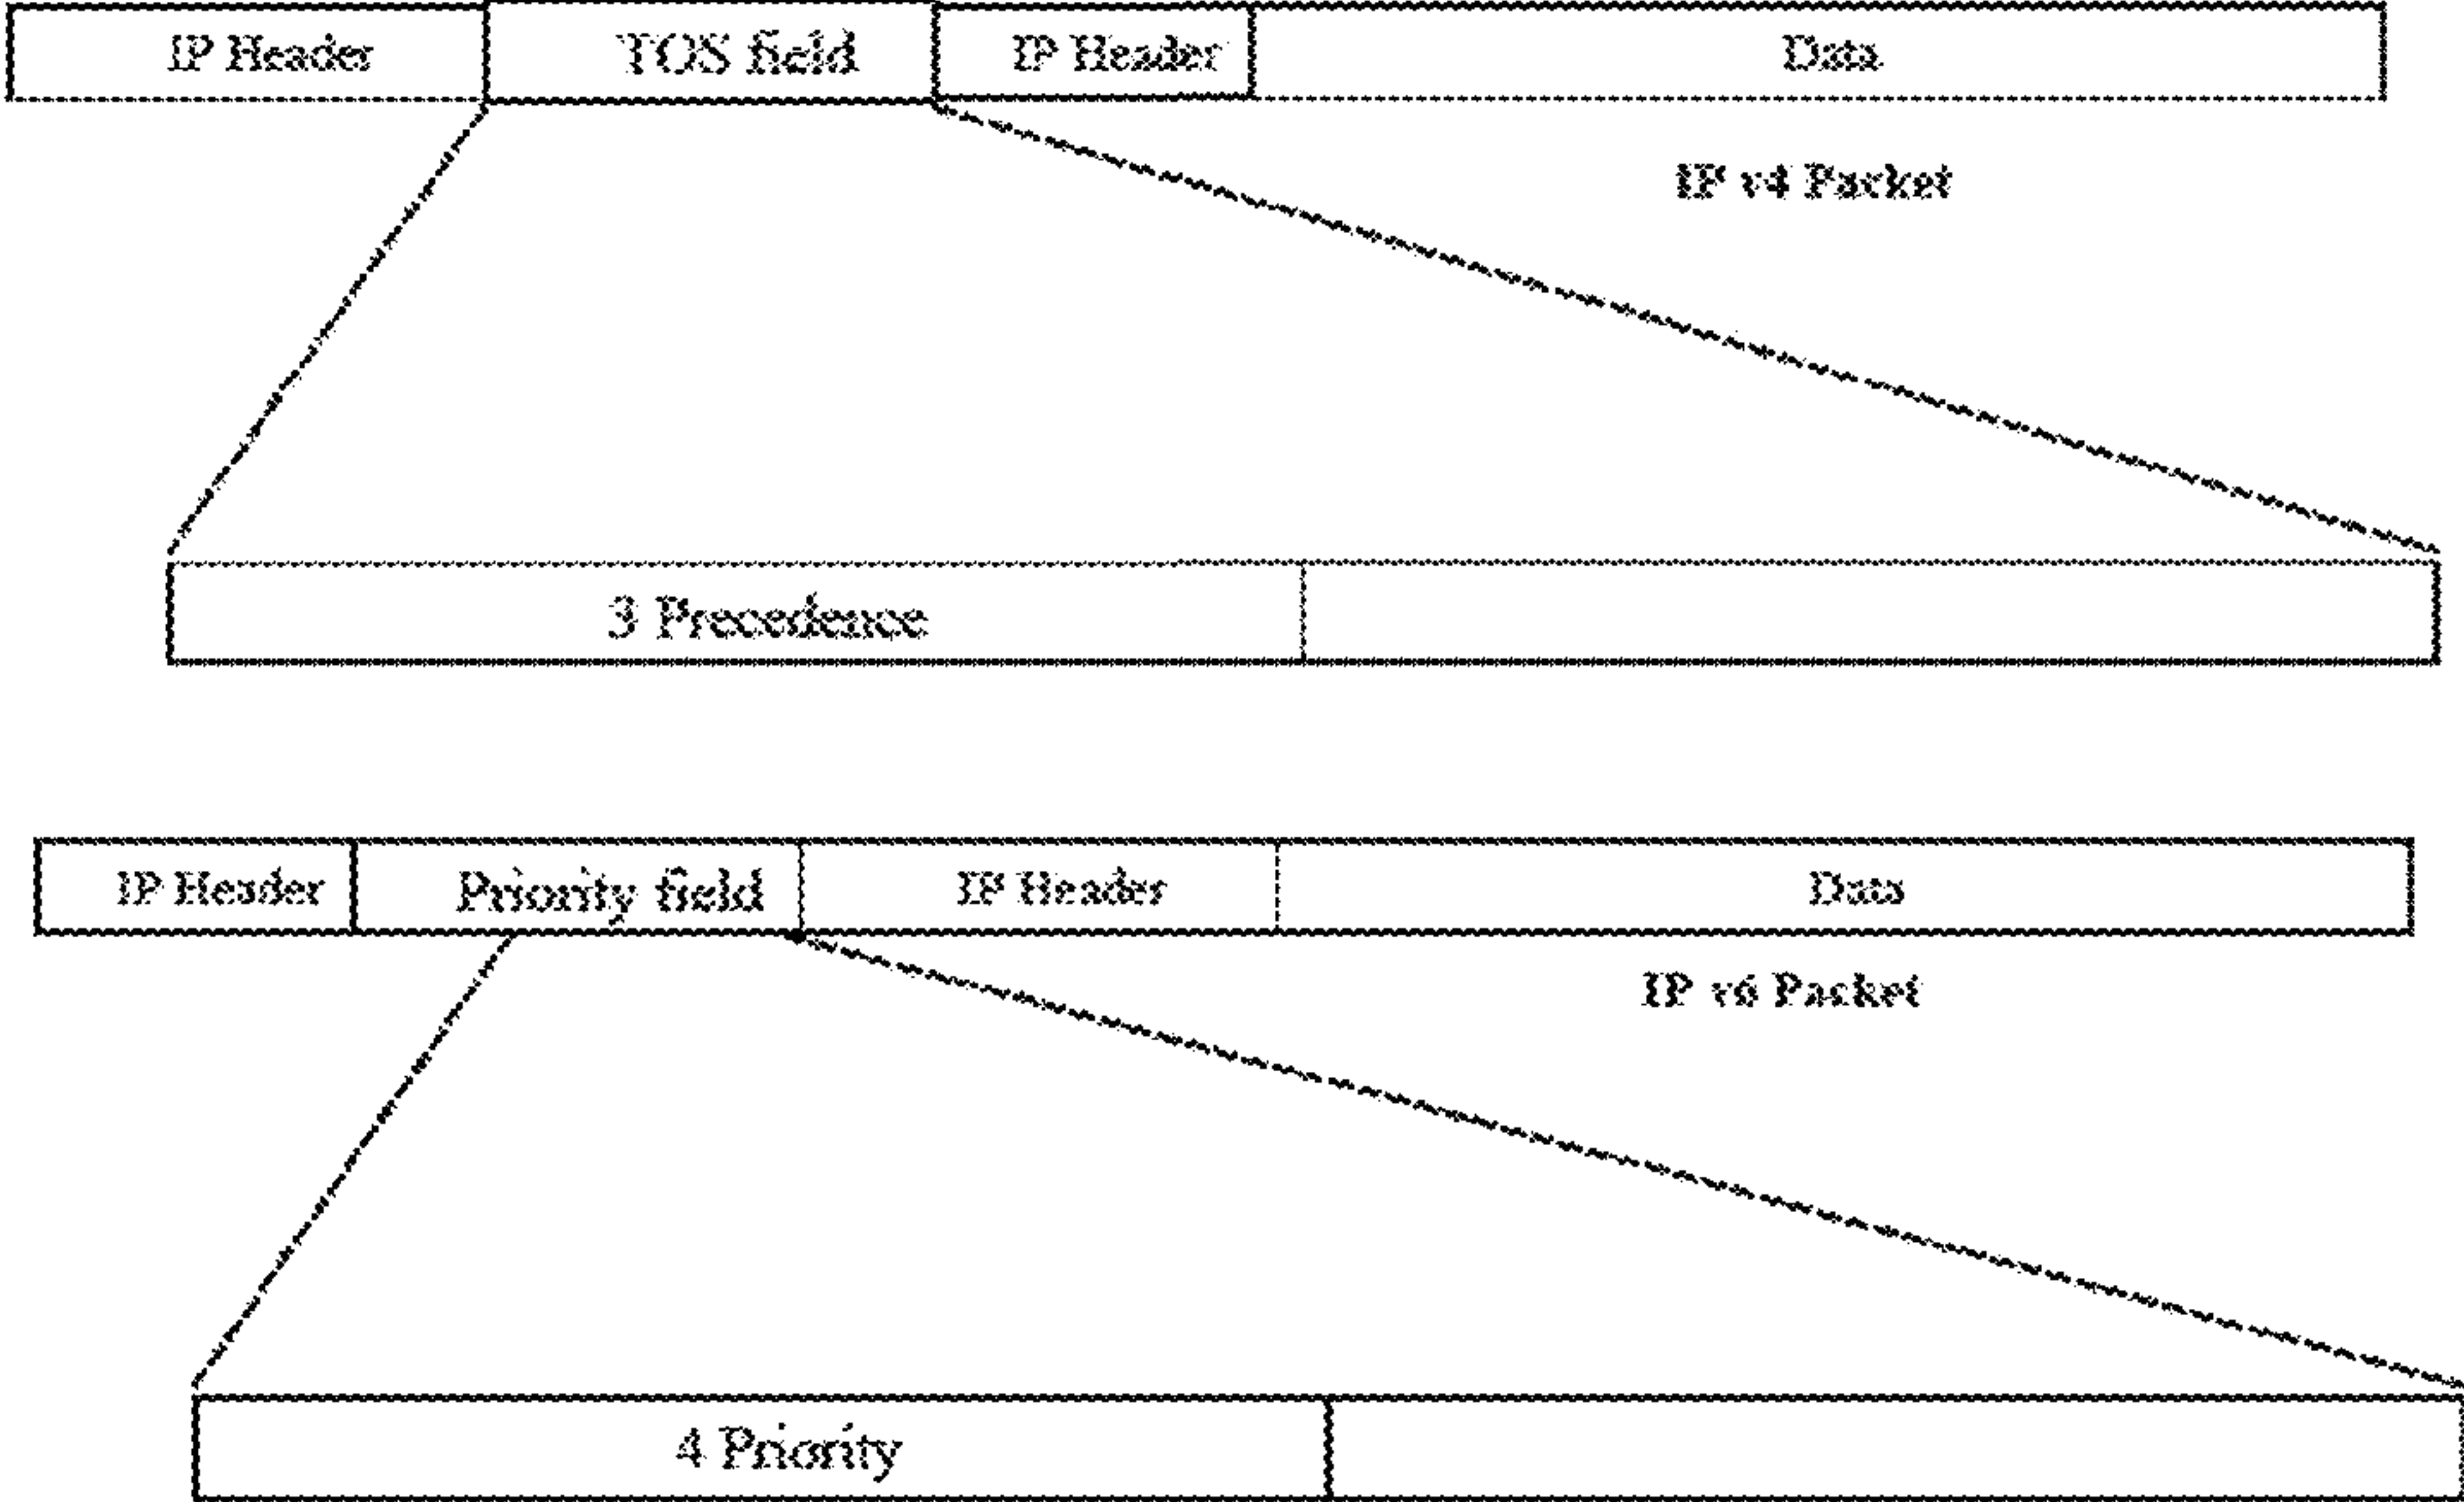 IP Header TOS field IP Header Data
IP v4 Packet
3 Precedence
IP Header Priority field IP Header Data
IP v6 Packet
4 Priority